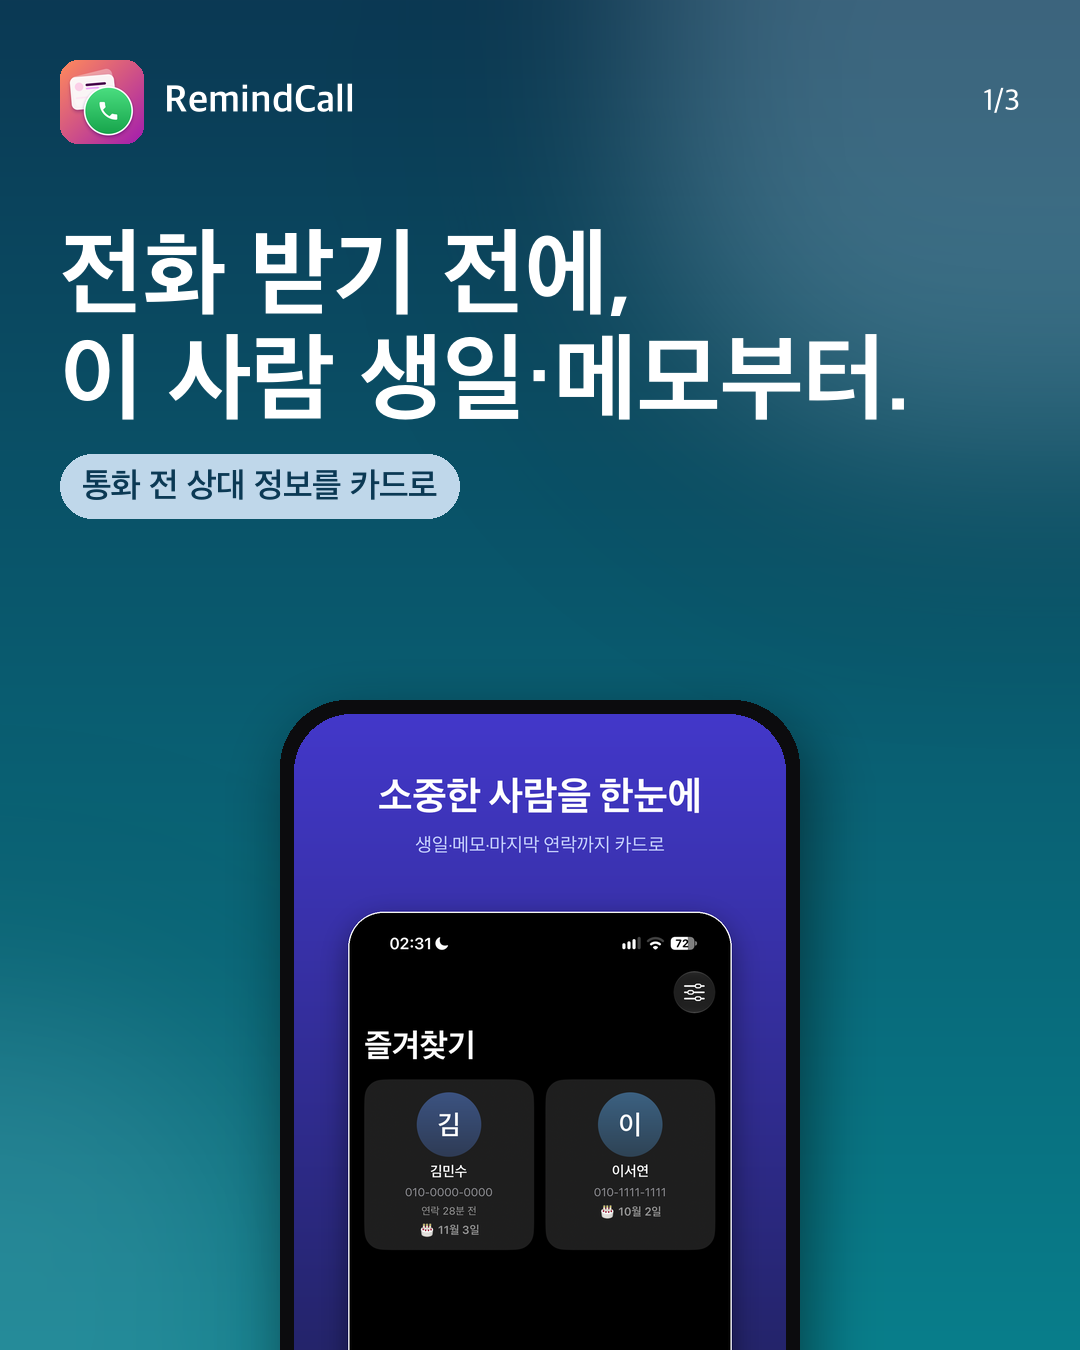 RemindCall
1/3
전화 받기 전에,
이 사람 생일·메모부터.
통화 전 상대 정보를 카드로
소중한 사람을 한눈에
생일·메모·마지막 연락까지 카드로
02:31
72
즐겨찾기
김
김민수
010-0000-0000
연락 28분 전
11월 3일
이
이서연
010-1111-1111
10월 2일